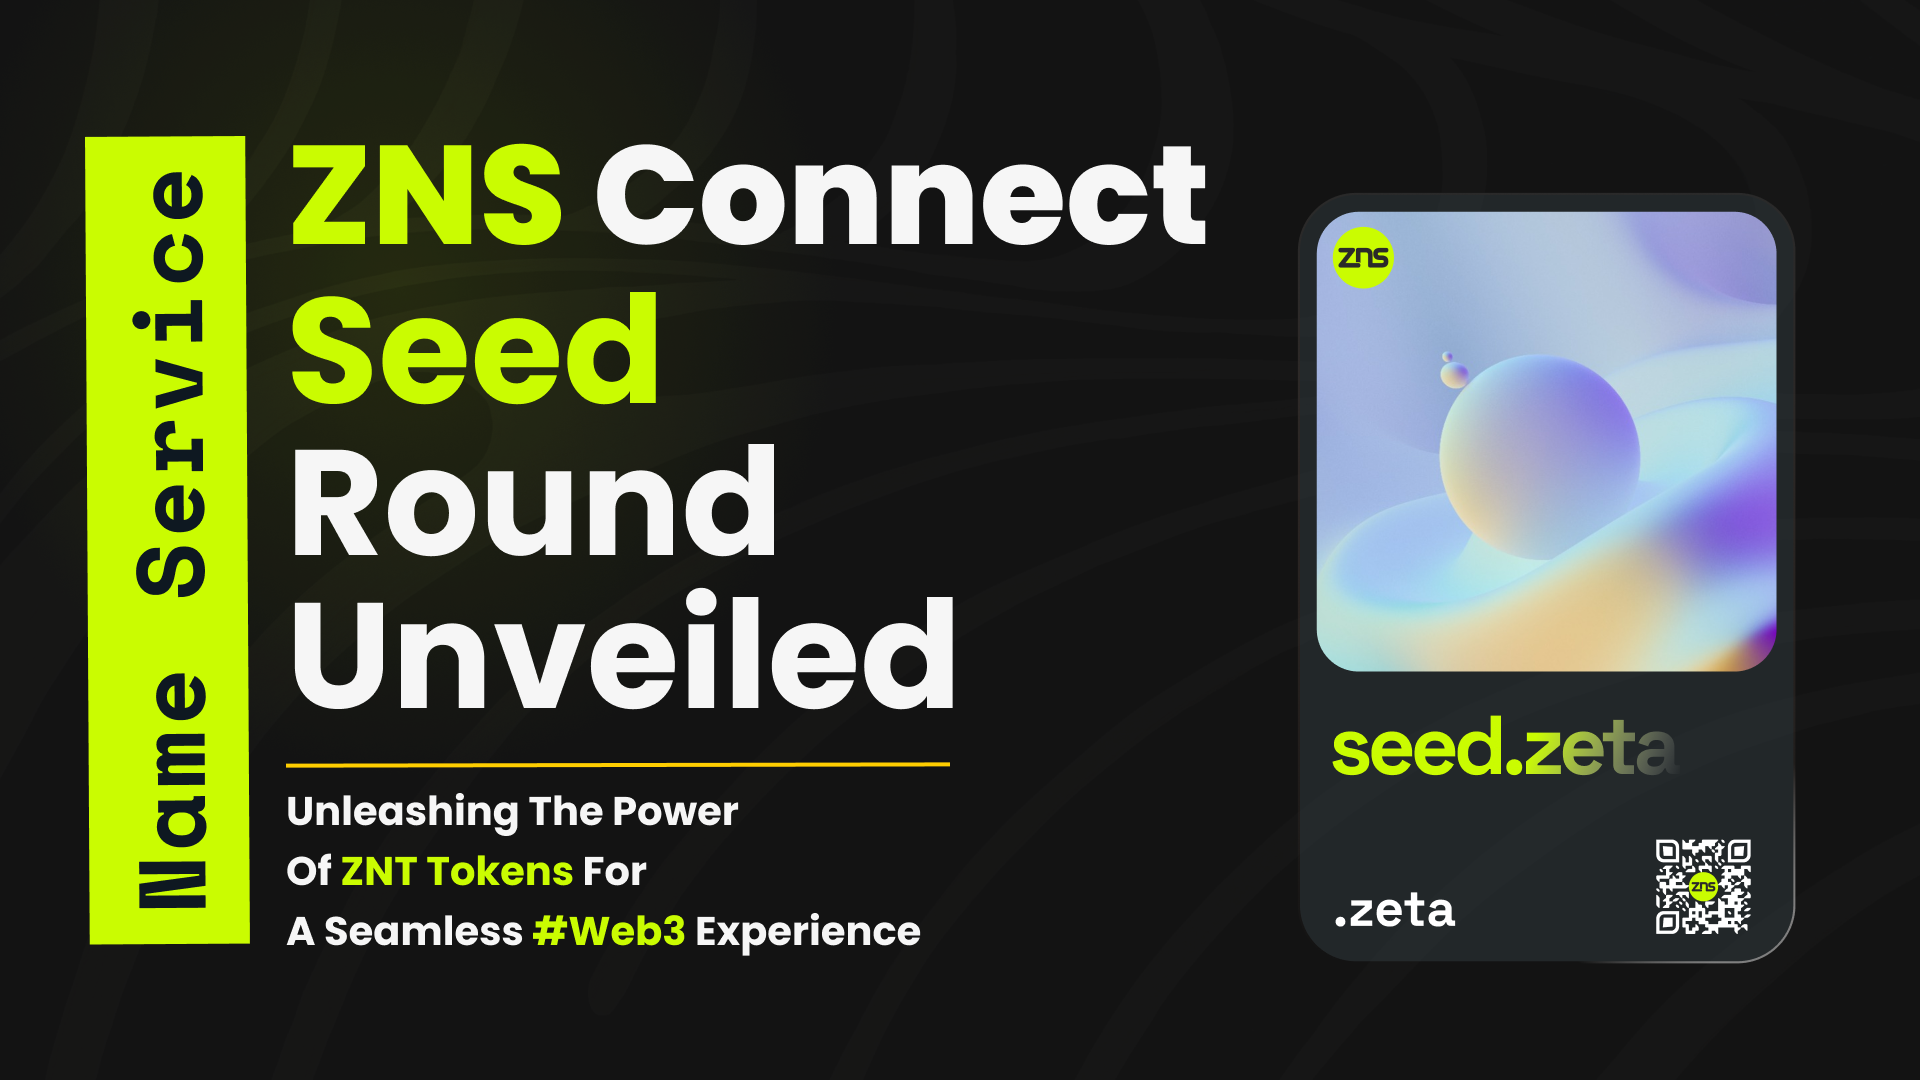 Name Service
ZNS Connect
Seed
Round
Unveiled
Unleashing The Power
Of ZNT Tokens For
A Seamless #Web3 Experience
zns
seed.zeta
.zeta
zns